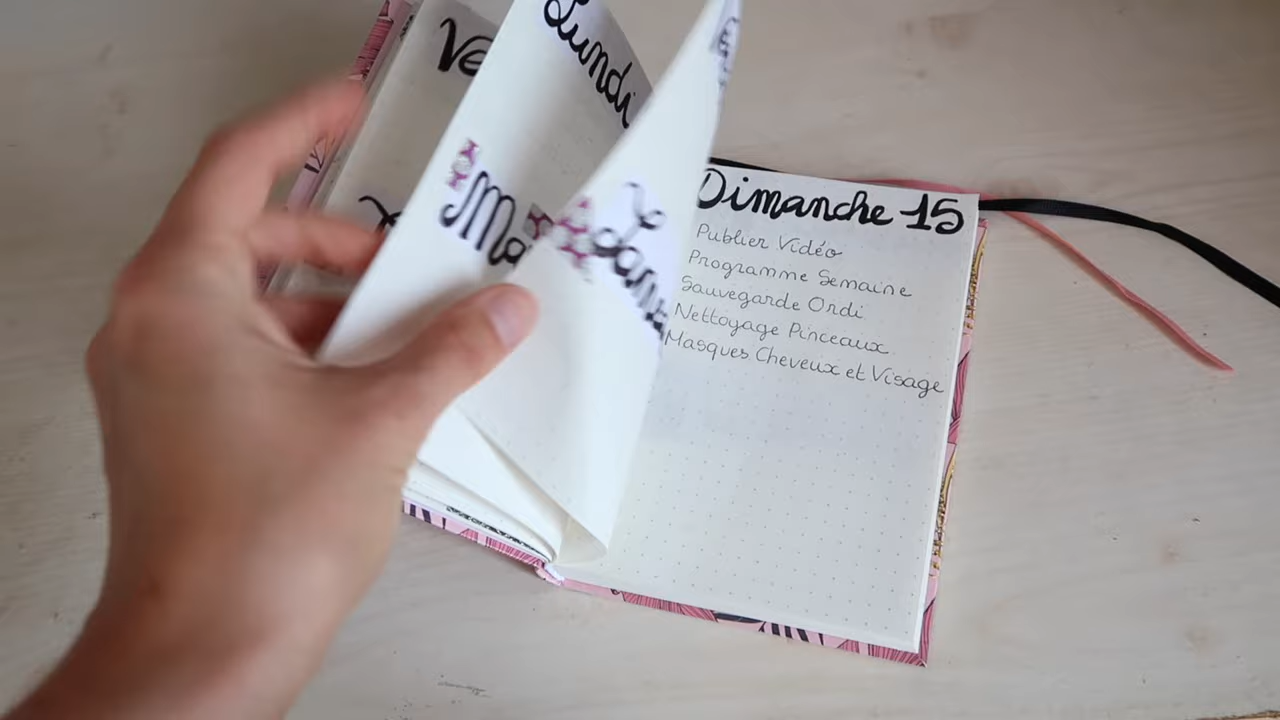 Lundi
Dimanche 15
Publier Vidéo
Programme Semaine
Sauvegarde Ordi
Nettoyage Pinceaux
Masques Cheveux et Visage